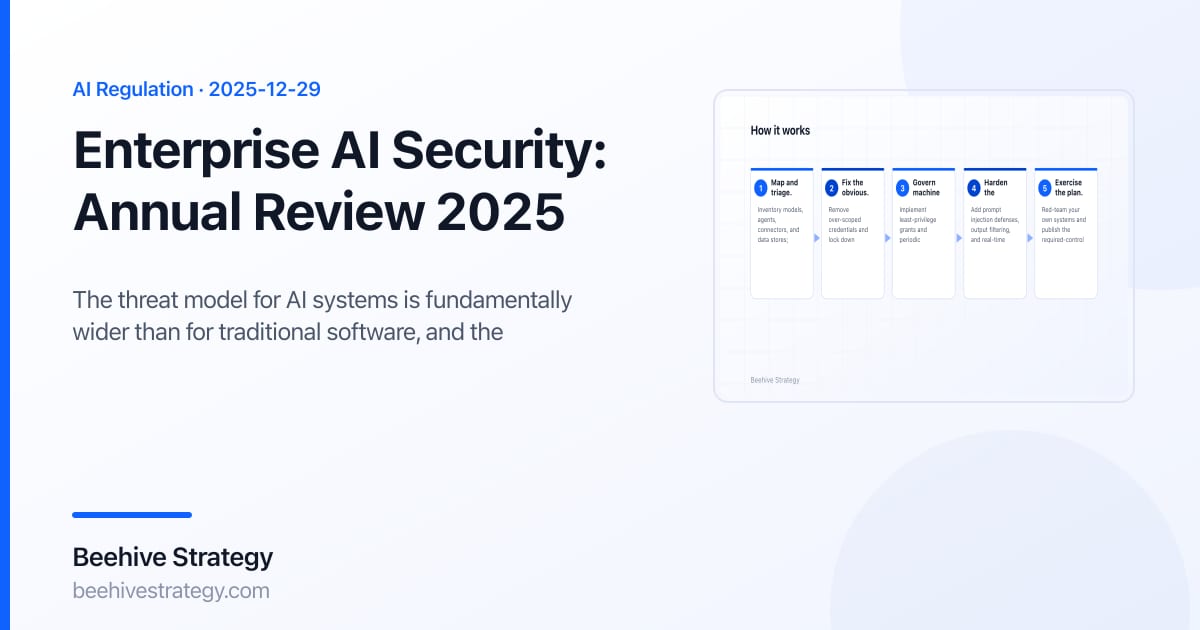 AI Regulation · 2025-12-29
Enterprise AI Security:
Annual Review 2025
The threat model for AI systems is fundamentally
wider than for traditional software, and the
Beehive Strategy
beehivestrategy.com
How it works
1
Map and
triage.
Inventory models,
agents,
connectors, and
data stores;
2
Fix the
obvious.
Remove
over-scoped
credentials and
lock down
3
Govern
machine
Implement
least-privilege
grants and
periodic
4
Harden
the
Add prompt
injection defenses,
output filtering,
and real-time
5
Exercise
the plan.
Red-team your
own systems and
publish the
required-control
Beehive Strategy